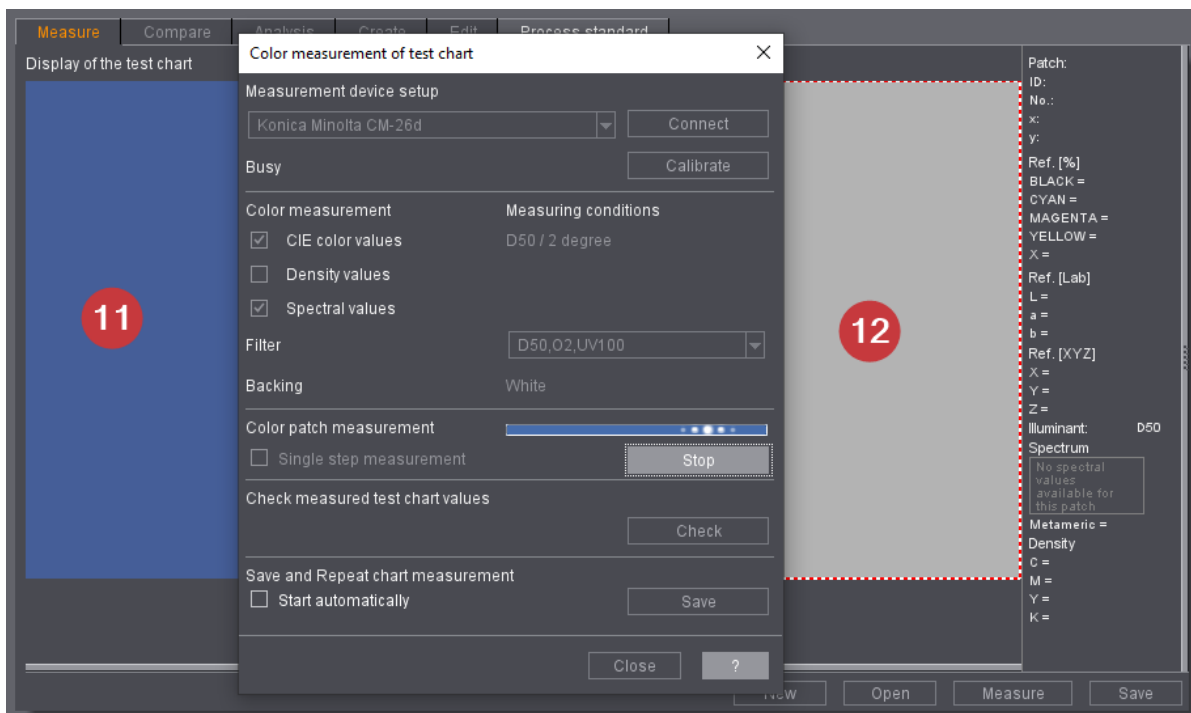 Measure Compare Analysis Create Edit Process standard
Display of the test chart
11
Color measurement of test chart
Measurement device setup
Konica Minolta CM-26d Connect
Busy Calibrate
Color measurement Measuring conditions
CIE color values D50 / 2 degree
Density values
Spectral values
Filter D50,O2,UV100
Backing White
Color patch measurement
Single step measurement Stop
Check measured test chart values
Check
Save and Repeat chart measurement
Start automatically Save
Close ?
12
Patch:
ID:
No.:
x:
y:
Ref. [%]
BLACK =
CYAN =
MAGENTA =
YELLOW =
X =
Ref. [Lab]
L =
a =
b =
Ref. [XYZ]
X =
Y =
Z =
Illuminant: D50
Spectrum
No spectral
values
available for
this patch
Metameric =
Density
C =
M =
Y =
K =
New Open Measure Save